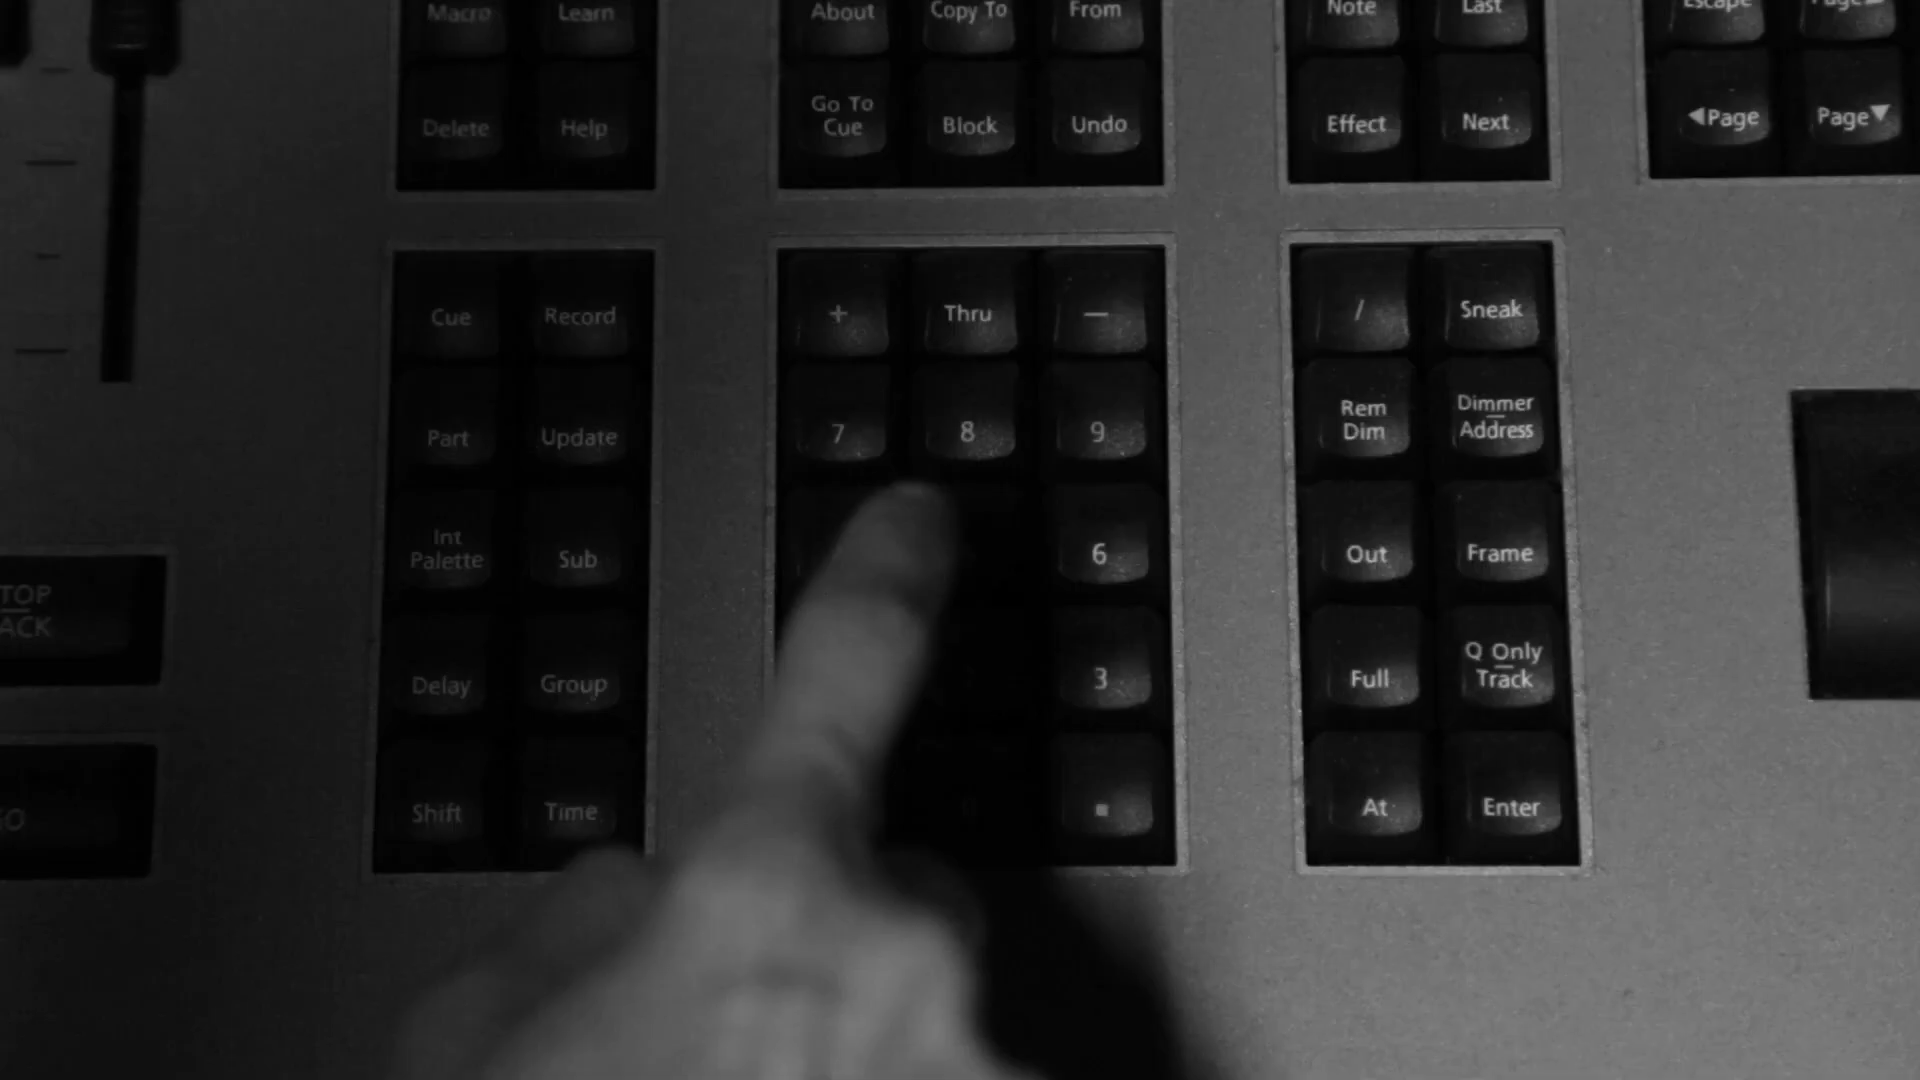 Macro
Learn
Delete
Help
About
Copy To
From
Go To
Cue
Block
Undo
Note
Last
Effect
Next
Escape
◀Page
Page▼
Cue
Record
Part
Update
Int
Palette
Sub
Delay
Group
Shift
Time
+
Thru
—
7
8
9
6
3
.
/
Sneak
Rem
Dim
Dimmer
Address
Out
Frame
Full
Q Only
Track
At
Enter